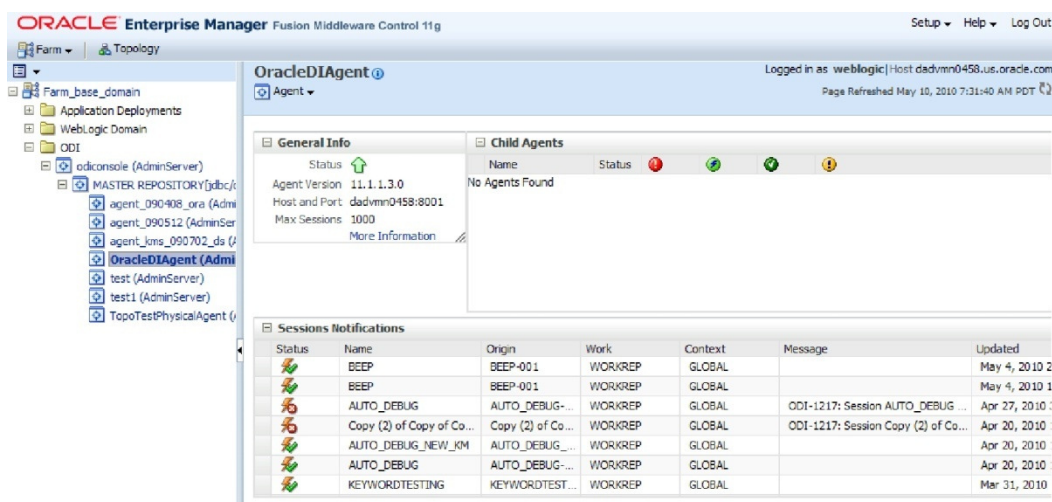 ORACLE Enterprise Manager Fusion Middleware Control 11g
Setup Help Log Out
Farm Topology
Farm_base_domain
Application Deployments
WebLogic Domain
ODI
odiconsole (AdminServer)
MASTER REPOSITORY[jdbc/
agent_090408_ora (Admi
agent_090512 (AdminSer
agent_kms_090702_ds (
OracleDIAgent (Admi
test (AdminServer)
test1 (AdminServer)
TopoTestPhysicalAgent (
OracleDIAgent
Logged in as weblogic|Host dadvmn0458.us.oracle.com
Agent
Page Refreshed May 10, 2010 7:31:40 AM PDT
General Info
Status
Agent Version 11.1.1.3.0
Host and Port dadvmn0458:8001
Max Sessions 1000
More Information
Child Agents
Name Status
No Agents Found
Sessions Notifications
Status Name Origin Work Context Message Updated
BEEP BEEP-001 WORKREP GLOBAL May 4, 2010 2
BEEP BEEP-001 WORKREP GLOBAL May 4, 2010 1
AUTO_DEBUG AUTO_DEBUG-... WORKREP GLOBAL ODI-1217: Session AUTO_DEBUG ... Apr 27, 2010
Copy (2) of Copy of Co... Copy (2) of Co... WORKREP GLOBAL ODI-1217: Session Copy (2) of Co... Apr 20, 2010
AUTO_DEBUG_NEW_KM AUTO_DEBUG_... WORKREP GLOBAL Apr 20, 2010
AUTO_DEBUG AUTO_DEBUG-... WORKREP GLOBAL Apr 20, 2010
KEYWORDTESTING KEYWORDTEST... WORKREP GLOBAL Mar 31, 2010